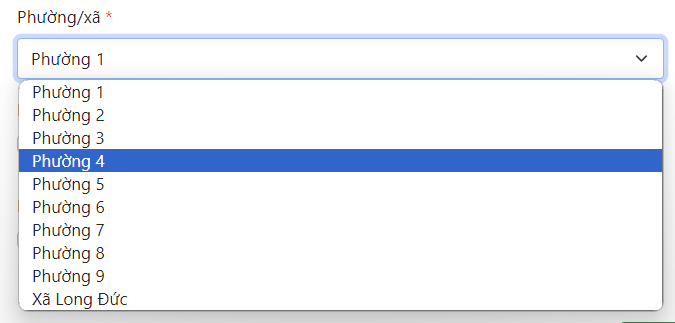 Phường/xã *
Phường 1
Phường 1
Phường 2
Phường 3
Phường 4
Phường 5
Phường 6
Phường 7
Phường 8
Phường 9
Xã Long Đức